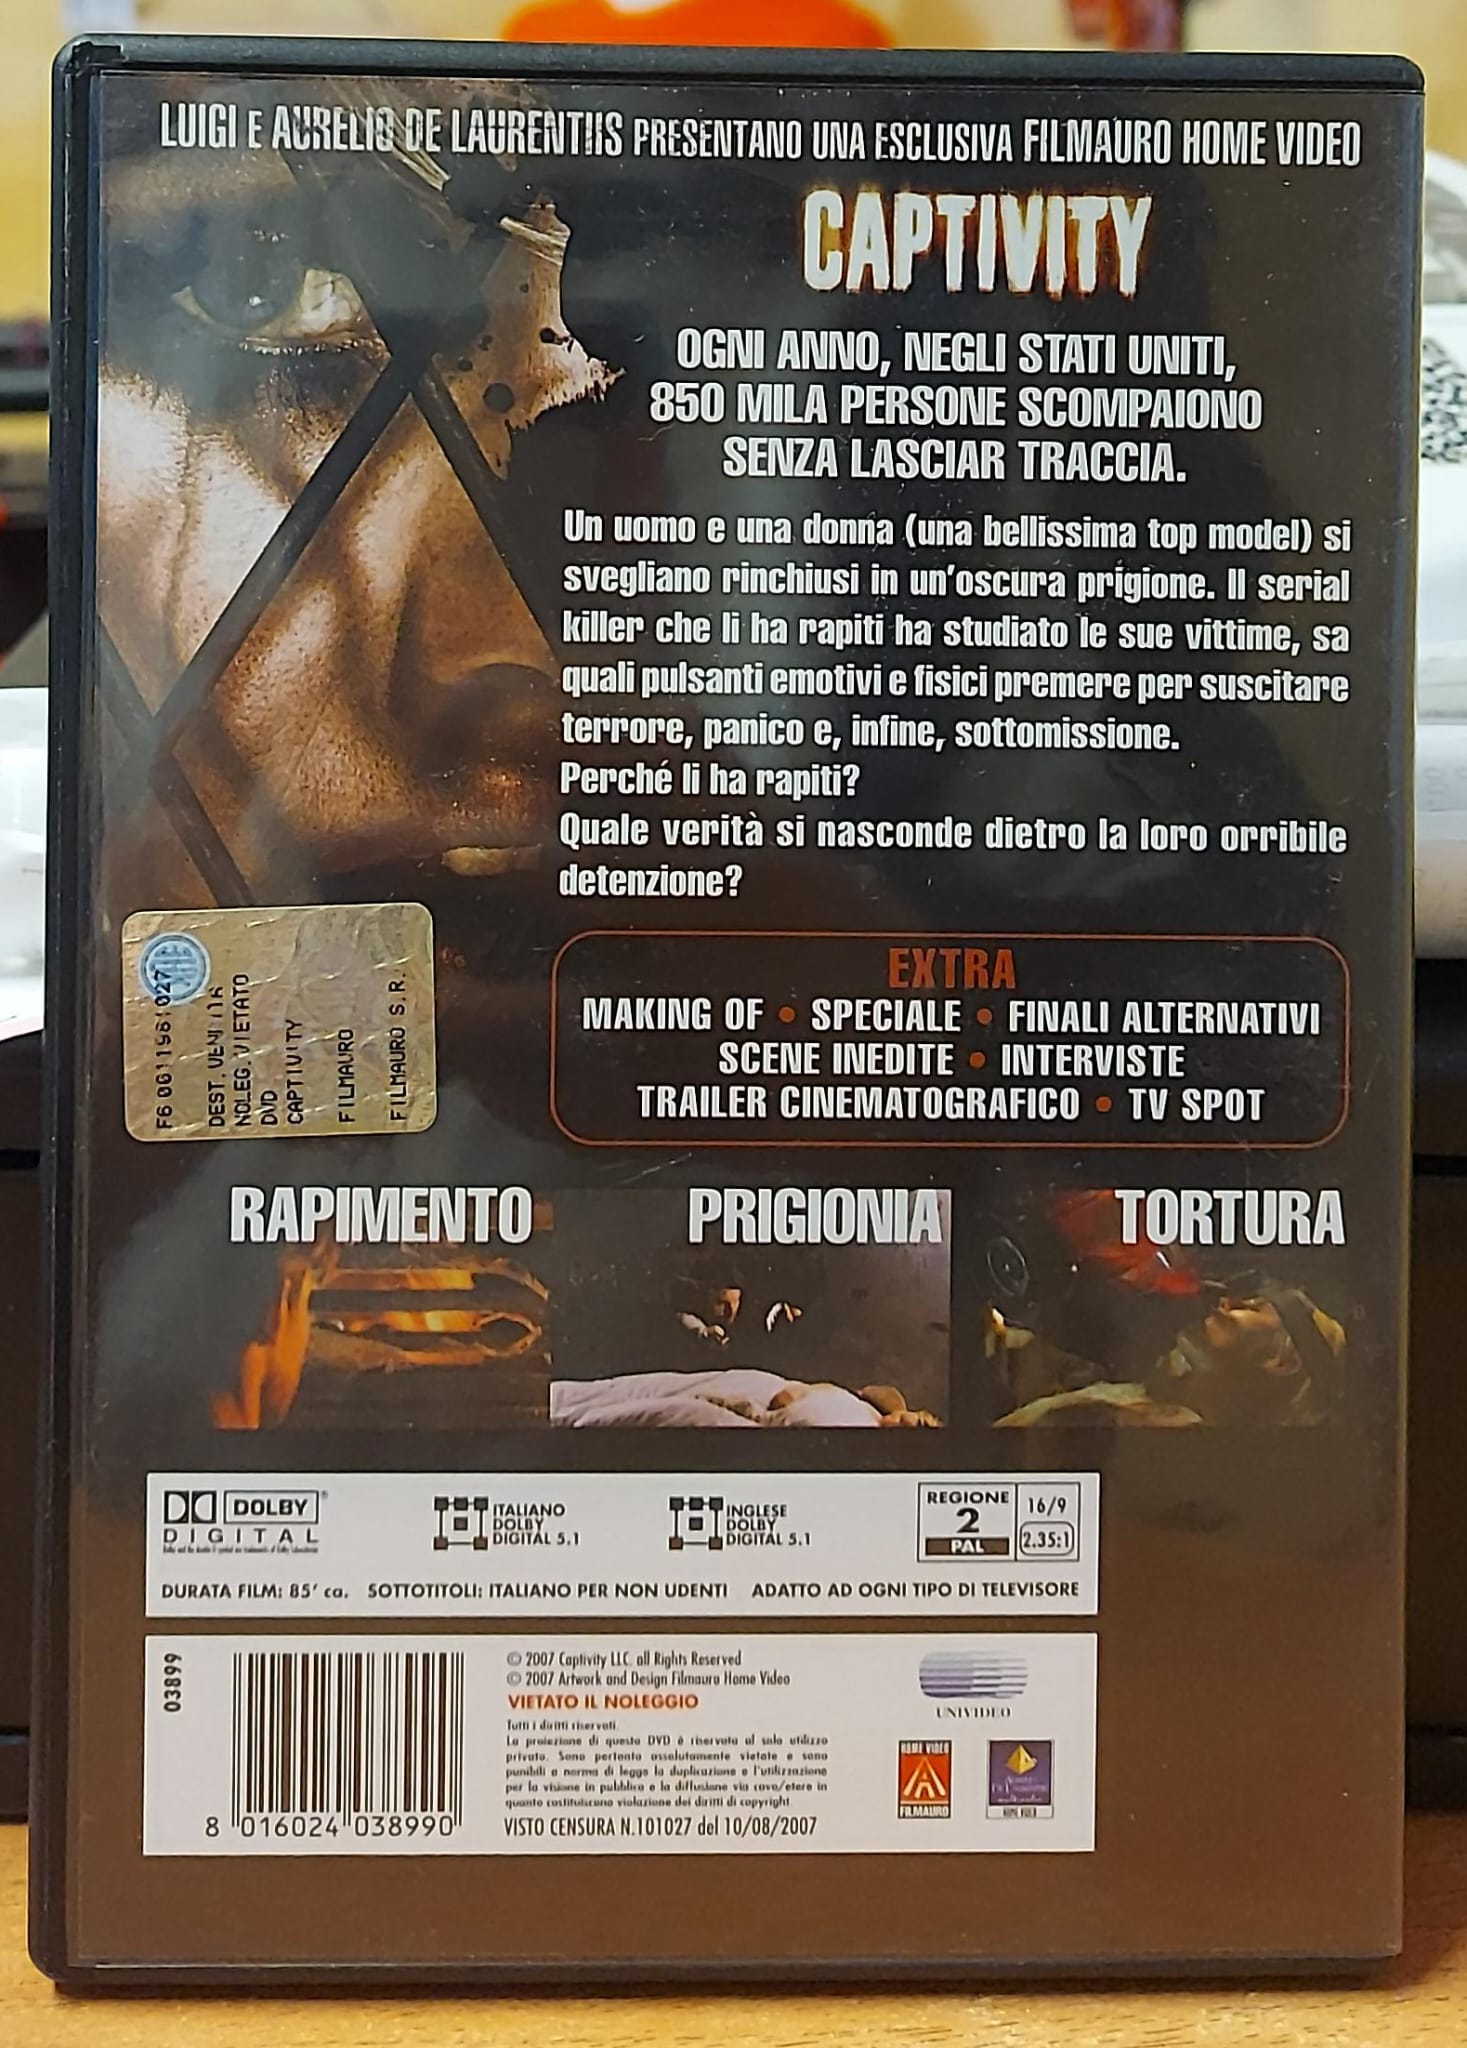 LUIGI E AURELIO DE LAURENTIIS PRESENTANO UNA ESCLUSIVA FILMAURO HOME VIDEO
CAPTIVITY
OGNI ANNO, NEGLI STATI UNITI,
850 MILA PERSONE SCOMPAIONO
SENZA LASCIAR TRACCIA.
Un uomo e una donna (una bellissima top model) si
svegliano rinchiusi in un'oscura prigione. Il serial
killer che li ha rapiti ha studiato le sue vittime, sa
quali pulsanti emotivi e fisici premere per suscitare
terrore, panico e, infine, sottomissione.
Perché li ha rapiti?
Quale verità si nasconde dietro la loro orribile
detenzione?
DEST.
NOLEG.VIETATO
DVD
CAPTIVITY
FILMAURO
FILMAURO S.R.
EXTRA
MAKING OF • SPECIALE • FINALI ALTERNATIVI
SCENE INEDITE • INTERVISTE
TRAILER CINEMATOGRAFICO • TV SPOT
RAPIMENTO PRIGIONIA TORTURA
DOLBY
DIGITAL
ITALIANO
DOLBY
DIGITAL 5.1
INGLESE
DOLBY
DIGITAL 5.1
REGIONE
2
PAL
16/9
2.35:1
DURATA FILM: 85' ca. SOTTOTITOLI: ITALIANO PER NON UDENTI ADATTO AD OGNI TIPO DI TELEVISORE
03899
8 016024 038990
© 2007 Captivity LLC. all Rights Reserved
© 2007 Artwork and Design Filmauro Home Video
VIETATO IL NOLEGGIO
Tutti i diritti riservati.
La proiezione di questo DVD è riservata al solo utilizzo
privato. Sono pertanto assolutamente vietate e sono
punibili a norma di legge la duplicazione e l'utilizzazione
per la visione in pubblico e la diffusione via cavo/etere in
quanto costituiscono violazione dei diritti di copyright.
VISTO CENSURA N.101027 del 10/08/2007
UNIVIDEO
HOME VIDEO
FILMAURO
HOME VIDEO